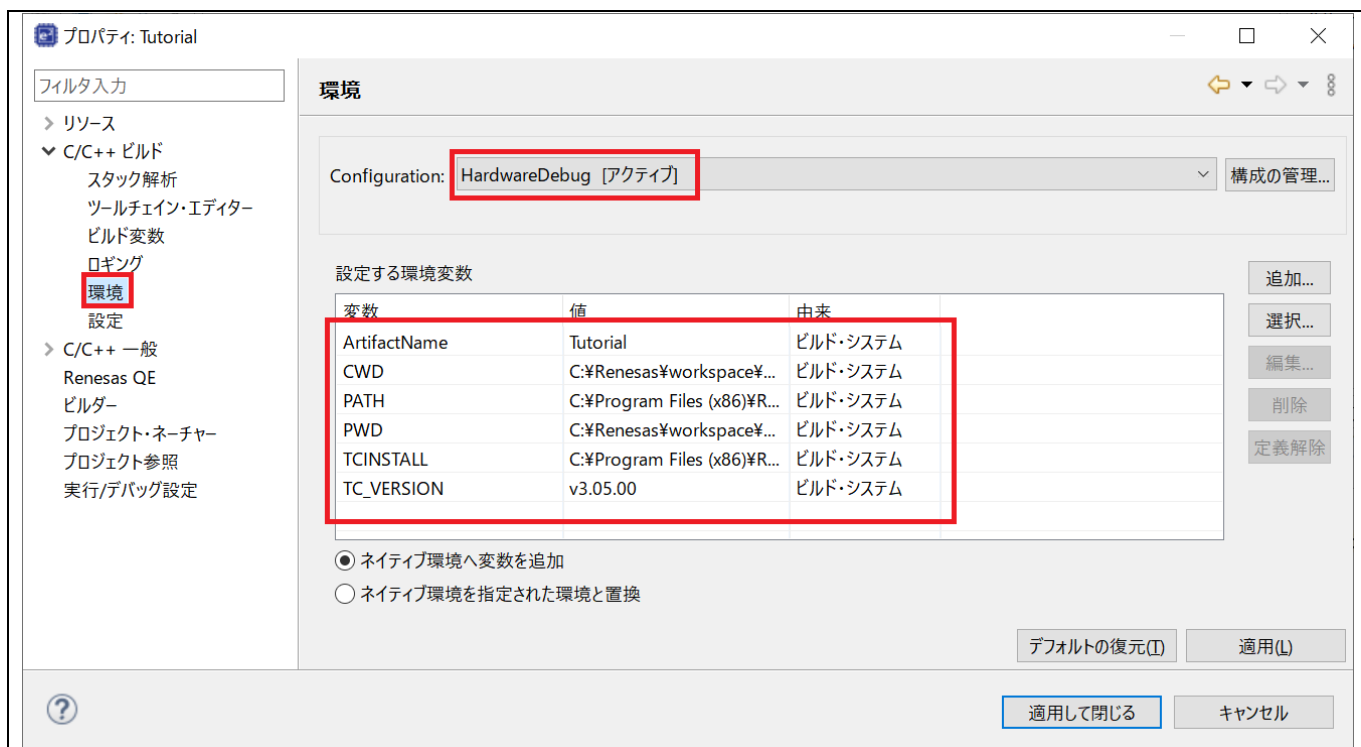 プロパティ: Tutorial
フィルタ入力
リソース
C/C++ ビルド
スタック解析
ツールチェイン・エディター
ビルド変数
ロギング
環境
設定
C/C++ 一般
Renesas QE
ビルダー
プロジェクト・ネーチャー
プロジェクト参照
実行/デバッグ設定
環境
Configuration: HardwareDebug [アクティブ] 構成の管理...
設定する環境変数
変数 値 由来
ArtifactName Tutorial ビルド・システム
CWD C:¥Renesas¥workspace¥... ビルド・システム
PATH C:¥Program Files (x86)¥R... ビルド・システム
PWD C:¥Renesas¥workspace¥... ビルド・システム
TCINSTALL C:¥Program Files (x86)¥R... ビルド・システム
TC_VERSION v3.05.00 ビルド・システム
追加...
選択...
編集...
削除
定義解除
ネイティブ環境へ変数を追加
ネイティブ環境を指定された環境と置換
デフォルトの復元(T) 適用(L)
適用して閉じる キャンセル